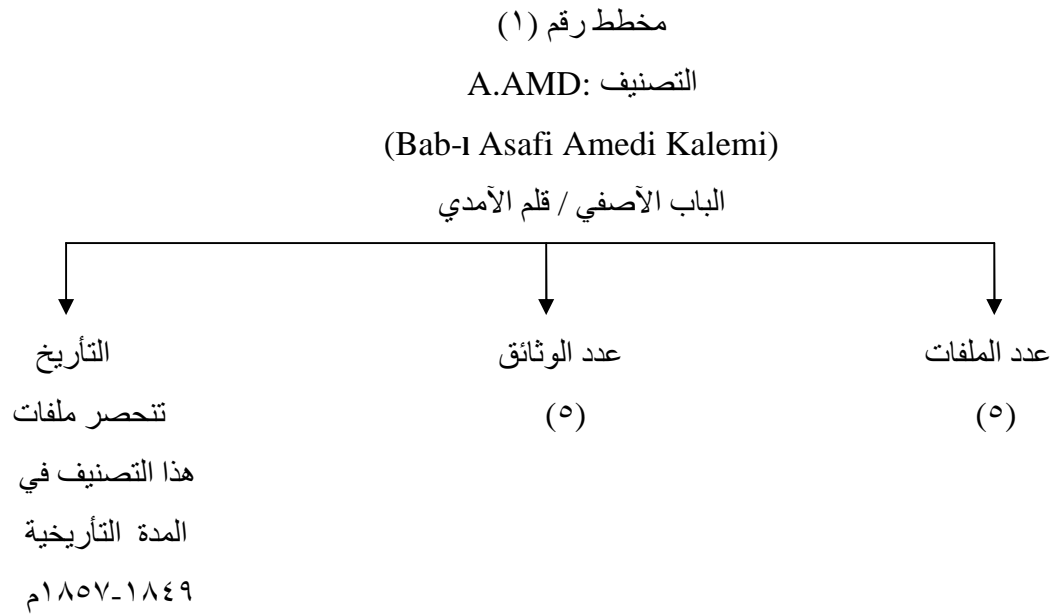 مخطط رقم (١)
التصنيف :A.AMD
(Bab-ı Asafi Amedi Kalemi)
الباب الآصفي / قلم الآمدي
عدد الملفات
(٥)
عدد الوثائق
(٥)
التأريخ
تنحصر ملفات
هذا التصنيف في
المدة التأريخية
١٨٤٩-١٨٥٧م